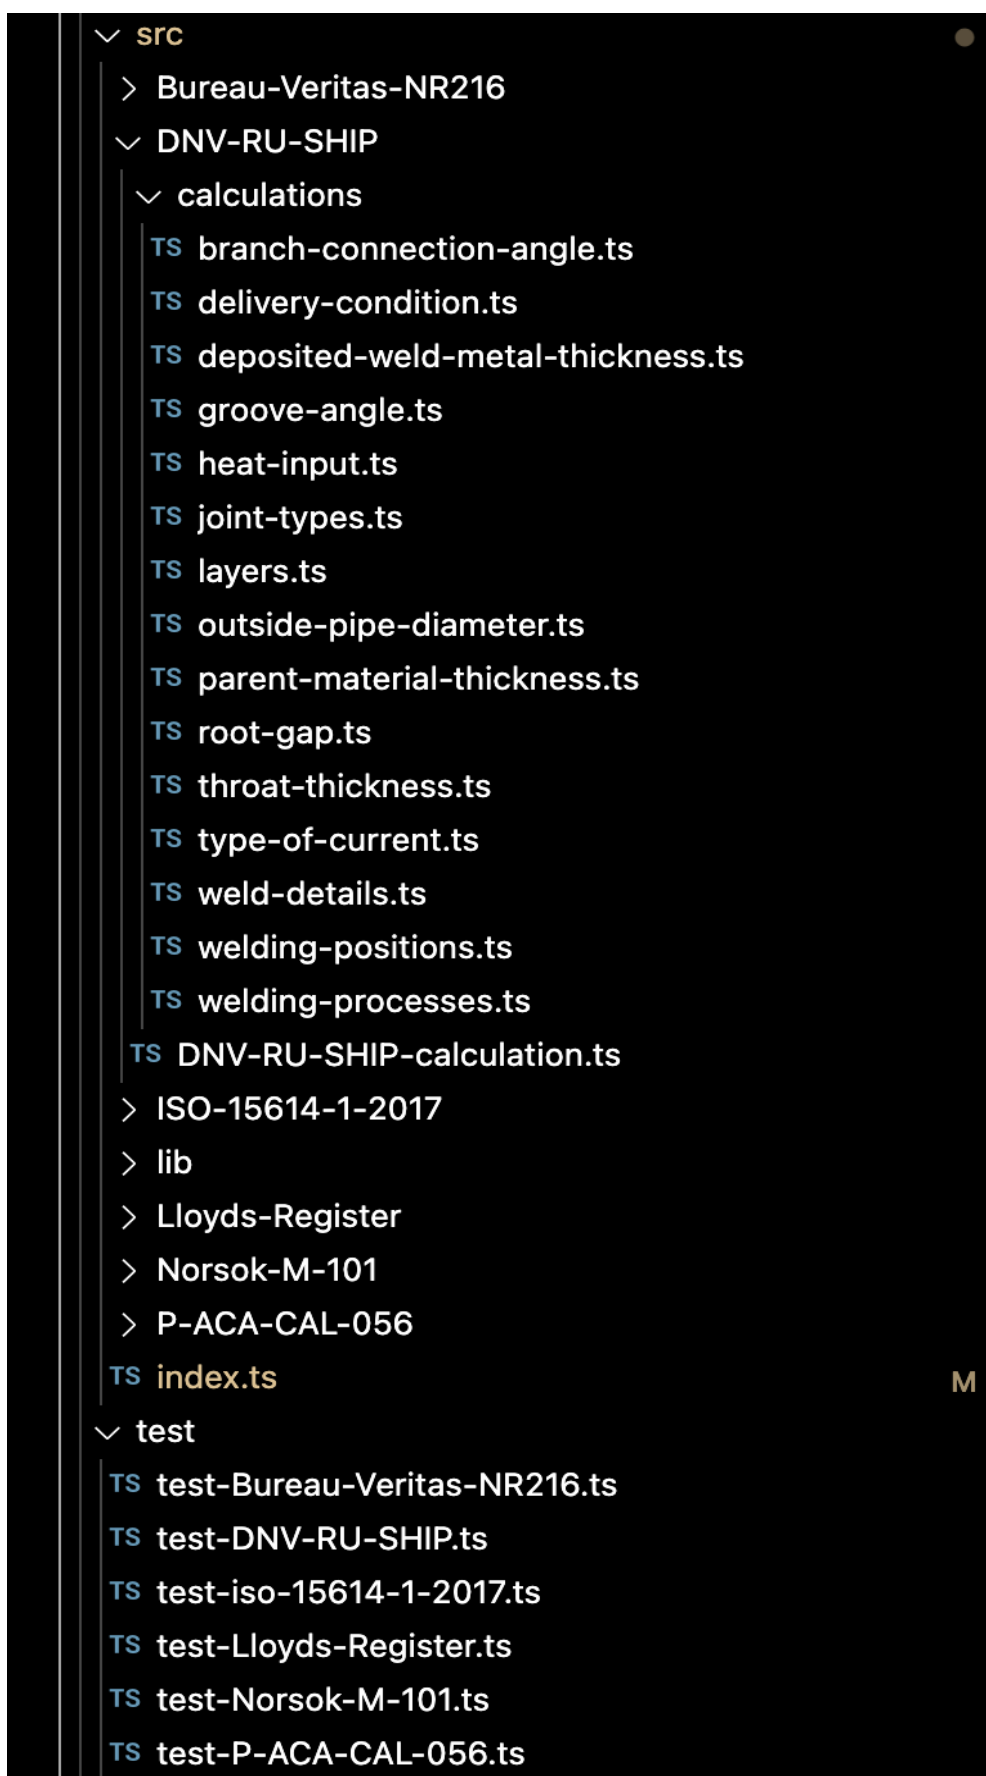 src
Bureau-Veritas-NR216
DNV-RU-SHIP
calculations
TS branch-connection-angle.ts
TS delivery-condition.ts
TS deposited-weld-metal-thickness.ts
TS groove-angle.ts
TS heat-input.ts
TS joint-types.ts
TS layers.ts
TS outside-pipe-diameter.ts
TS parent-material-thickness.ts
TS root-gap.ts
TS throat-thickness.ts
TS type-of-current.ts
TS weld-details.ts
TS welding-positions.ts
TS welding-processes.ts
TS DNV-RU-SHIP-calculation.ts
ISO-15614-1-2017
lib
Lloyds-Register
Norsok-M-101
P-ACA-CAL-056
TS index.ts M
test
TS test-Bureau-Veritas-NR216.ts
TS test-DNV-RU-SHIP.ts
TS test-iso-15614-1-2017.ts
TS test-Lloyds-Register.ts
TS test-Norsok-M-101.ts
TS test-P-ACA-CAL-056.ts